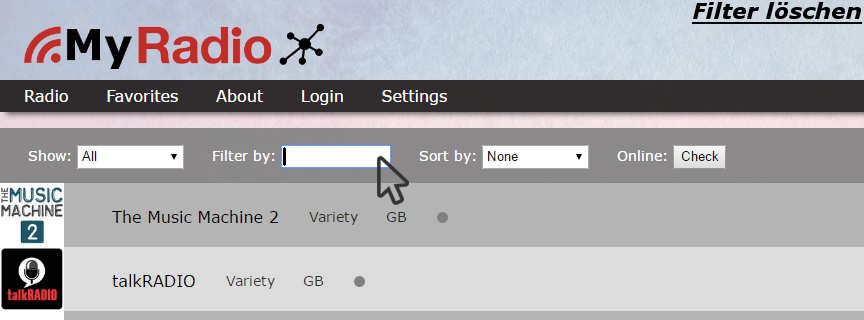 Filter löschen
MyRadio
Radio Favorites About Login Settings
Show: All Filter by: Sort by: None Online: Check
THE MUSIC MACHINE 2
The Music Machine 2 Variety GB
talkRADIO
talkRADIO Variety GB